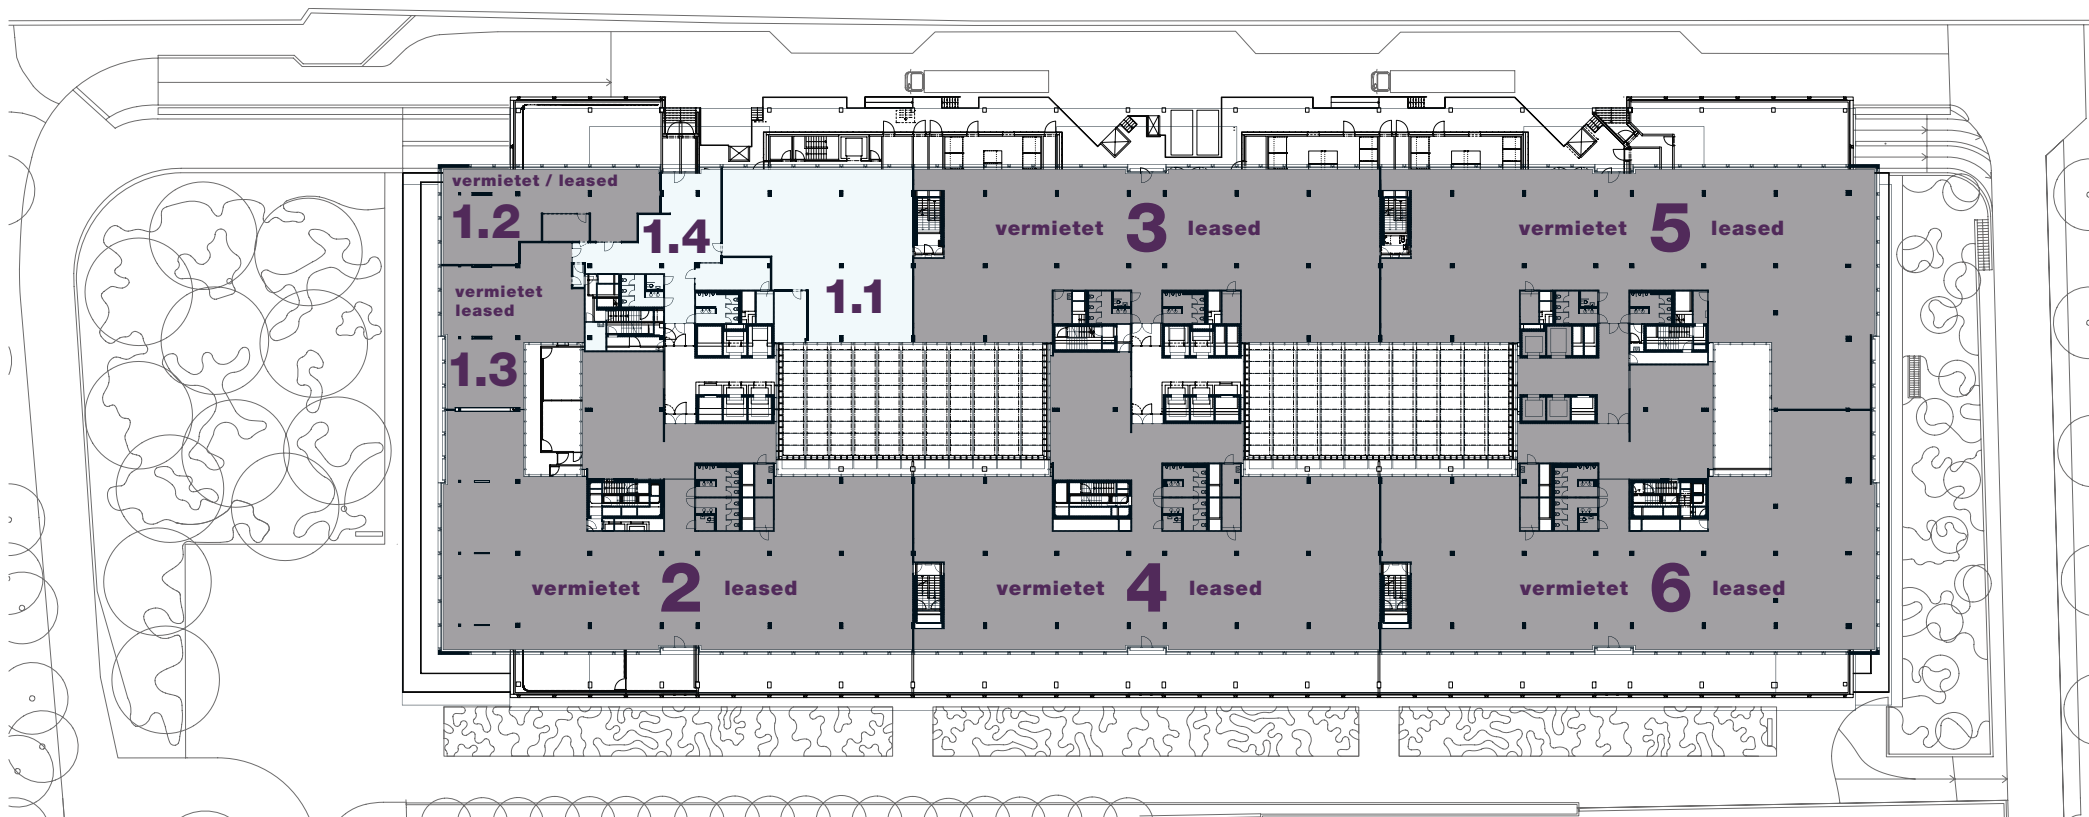 vermietet / leased
1.2
1.4
vermietet
leased
1.3
1.1
vermietet 3 leased
vermietet 5 leased
vermietet 2 leased
vermietet 4 leased
vermietet 6 leased